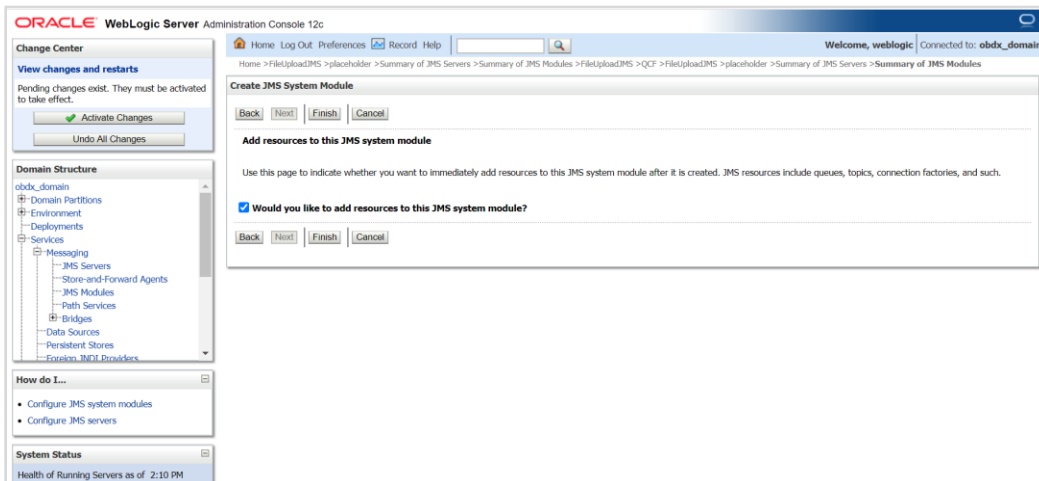 ORACLE WebLogic Server Administration Console 12c
Change Center
View changes and restarts
Pending changes exist. They must be activated
to take effect.
Activate Changes
Undo All Changes
Domain Structure
obdx_domain
Domain Partitions
Environment
Deployments
Services
Messaging
JMS Servers
Store-and-Forward Agents
JMS Modules
Path Services
Bridges
Data Sources
Persistent Stores
Foreign JNDI Providers
How do I...
Configure JMS system modules
Configure JMS servers
System Status
Health of Running Servers as of 2:10 PM
Home Log Out Preferences Record Help
Welcome, weblogic Connected to: obdx_domain
Home >FileUploadJMS >placeholder >Summary of JMS Servers >Summary of JMS Modules >FileUploadJMS >QCF >FileUploadJMS >placeholder >Summary of JMS Servers >Summary of JMS Modules
Create JMS System Module
Back Next Finish Cancel
Add resources to this JMS system module
Use this page to indicate whether you want to immediately add resources to this JMS system module after it is created. JMS resources include queues, topics, connection factories, and such.
Would you like to add resources to this JMS system module?
Back Next Finish Cancel